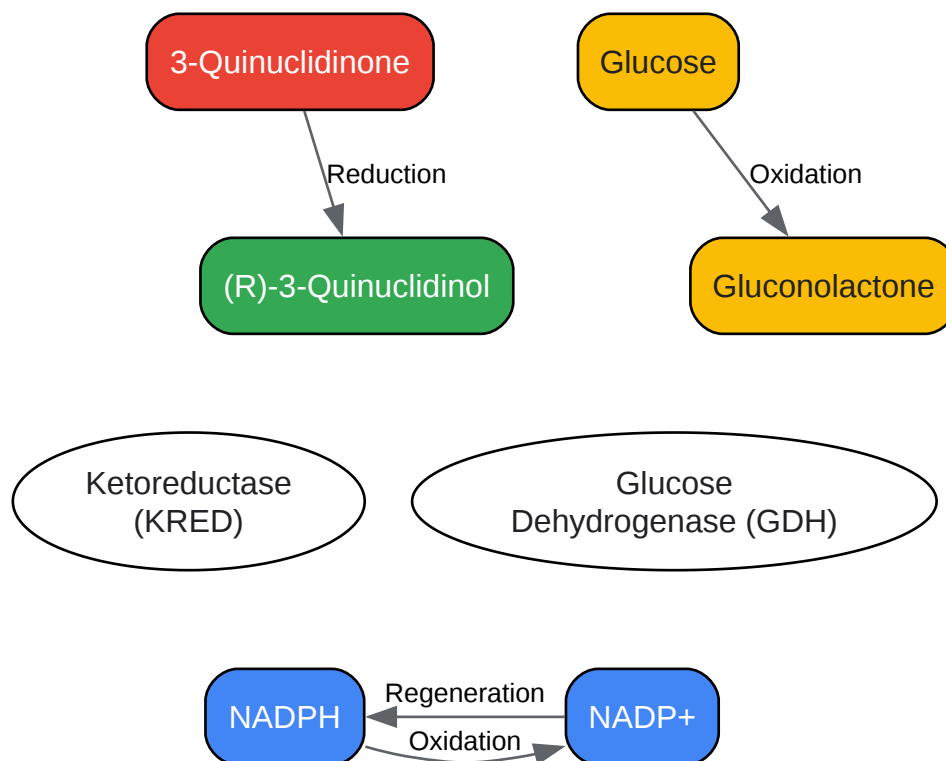 3-Quinuclidinone
Glucose
Reduction
Oxidation
(R)-3-Quinuclidinol
Gluconolactone
Ketoreductase
(KRED)
Glucose
Dehydrogenase (GDH)
Regeneration
NADPH
NADP+
Oxidation